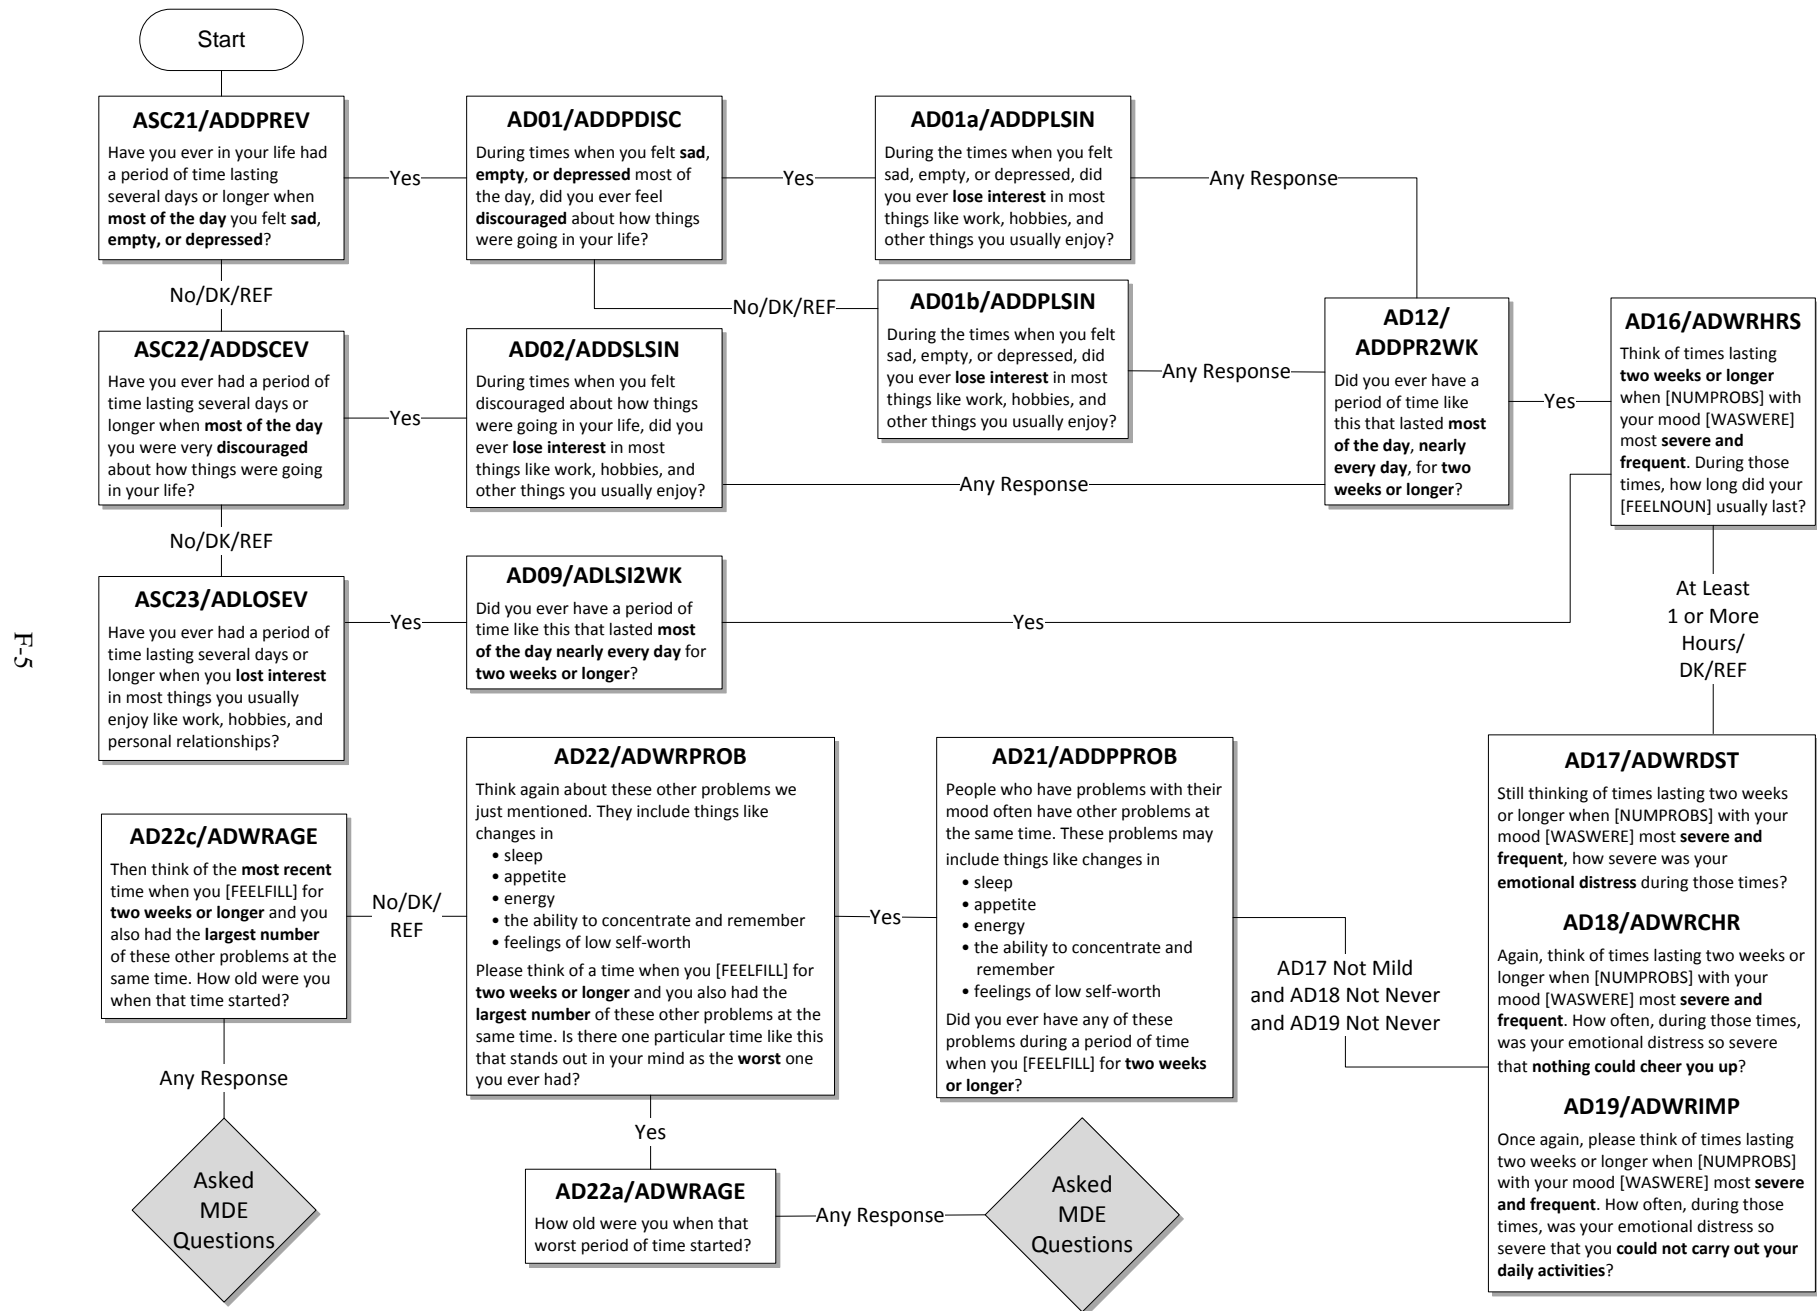 Start
ASC21/ADDPREV
Have you ever in your life had
a period of time lasting
several days or longer when
most of the day you felt sad,
empty, or depressed?
Yes
AD01/ADDPDISC
During times when you felt sad,
empty, or depressed most of
the day, did you ever feel
discouraged about how things
were going in your life?
Yes
AD01a/ADDPLSIN
During the times when you felt
sad, empty, or depressed, did
you ever lose interest in most
things like work, hobbies, and
other things you usually enjoy?
Any Response
No/DK/REF
No/DK/REF
AD01b/ADDPLSIN
During the times when you felt
sad, empty, or depressed, did
you ever lose interest in most
things like work, hobbies, and
other things you usually enjoy?
Any Response
AD12/
ADDPR2WK
Did you ever have a
period of time like
this that lasted most
of the day, nearly
every day, for two
weeks or longer?
Yes
AD16/ADWRHRS
Think of times lasting
two weeks or longer
when [NUMPROBS] with
your mood [WASWERE]
most severe and
frequent. During those
times, how long did your
[FEELNOUN] usually last?
ASC22/ADDSCEV
Have you ever had a period of
time lasting several days or
longer when most of the day
you were very discouraged
about how things were going
in your life?
Yes
AD02/ADDSLSIN
During times when you felt
discouraged about how things
were going in your life, did you
ever lose interest in most
things like work, hobbies, and
other things you usually enjoy?
Any Response
No/DK/REF
ASC23/ADLOSEV
Have you ever had a period of
time lasting several days or
longer when you lost interest
in most things you usually
enjoy like work, hobbies, and
personal relationships?
Yes
AD09/ADLSI2WK
Did you ever have a period of
time like this that lasted most
of the day nearly every day for
two weeks or longer?
Yes
At Least
1 or More
Hours/
DK/REF
F-5
AD17/ADWRDST
Still thinking of times lasting two weeks
or longer when [NUMPROBS] with your
mood [WASWERE] most severe and
frequent, how severe was your
emotional distress during those times?
AD18/ADWRCHR
Again, think of times lasting two weeks or
longer when [NUMPROBS] with your
mood [WASWERE] most severe and
frequent. How often, during those times,
was your emotional distress so severe
that nothing could cheer you up?
AD19/ADWRIMP
Once again, please think of times lasting
two weeks or longer when [NUMPROBS]
with your mood [WASWERE] most severe
and frequent. How often, during those
times, was your emotional distress so
severe that you could not carry out your
daily activities?
AD17 Not Mild
and AD18 Not Never
and AD19 Not Never
AD21/ADDPPROB
People who have problems with their
mood often have other problems at
the same time. These problems may
include things like changes in
• sleep
• appetite
• energy
• the ability to concentrate and
remember
• feelings of low self-worth
Did you ever have any of these
problems during a period of time
when you [FEELFILL] for two weeks
or longer?
Yes
AD22/ADWRPROB
Think again about these other problems we
just mentioned. They include things like
changes in
• sleep
• appetite
• energy
• the ability to concentrate and remember
• feelings of low self-worth
Please think of a time when you [FEELFILL] for
two weeks or longer and you also had the
largest number of these other problems at the
same time. Is there one particular time like this
that stands out in your mind as the worst one
you ever had?
No/DK/
REF
AD22c/ADWRAGE
Then think of the most recent
time when you [FEELFILL] for
two weeks or longer and you
also had the largest number
of these other problems at the
same time. How old were you
when that time started?
Any Response
Asked
MDE
Questions
Yes
AD22a/ADWRAGE
How old were you when that
worst period of time started?
Any Response
Asked
MDE
Questions